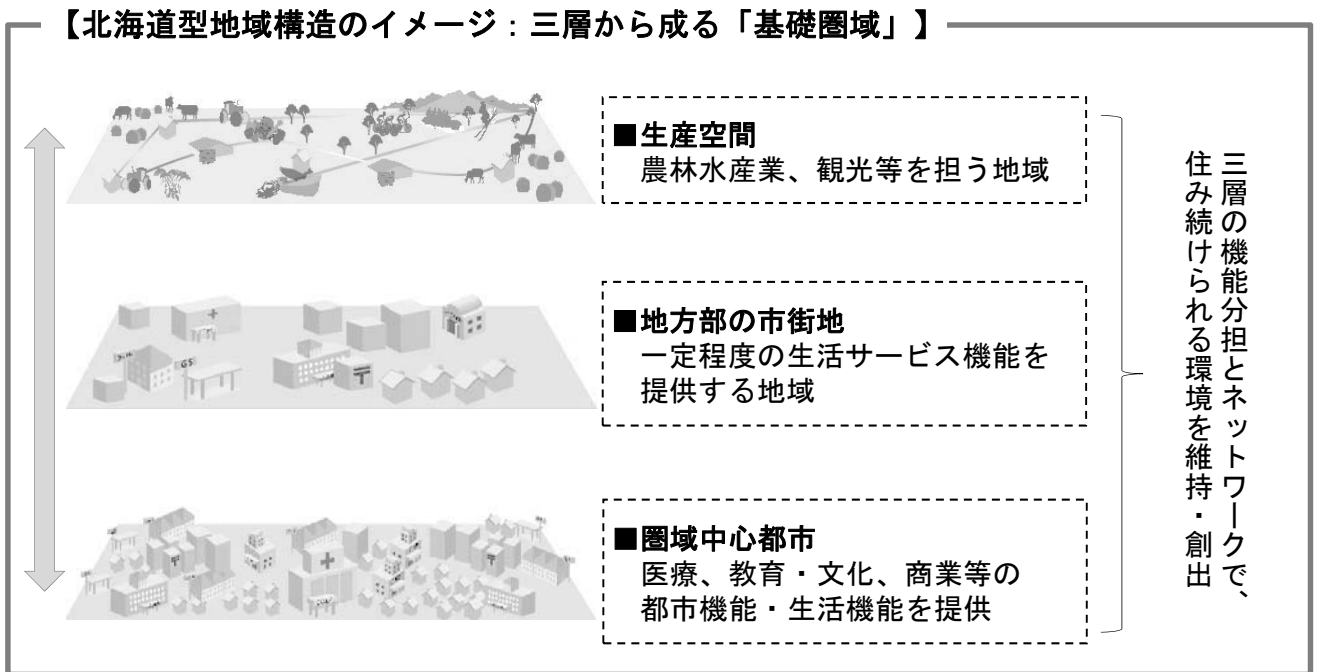 【北海道型地域構造のイメージ：三層から成る「基礎圏域」】
■生産空間
農林水産業、観光等を担う地域
■地方部の市街地
一定程度の生活サービス機能を
提供する地域
GS
〒
■圏域中心都市
医療、教育・文化、商業等の
都市機能・生活機能を提供
〒
〒
三層の機能分担とネットワークで、
住み続けられる環境を維持・創出